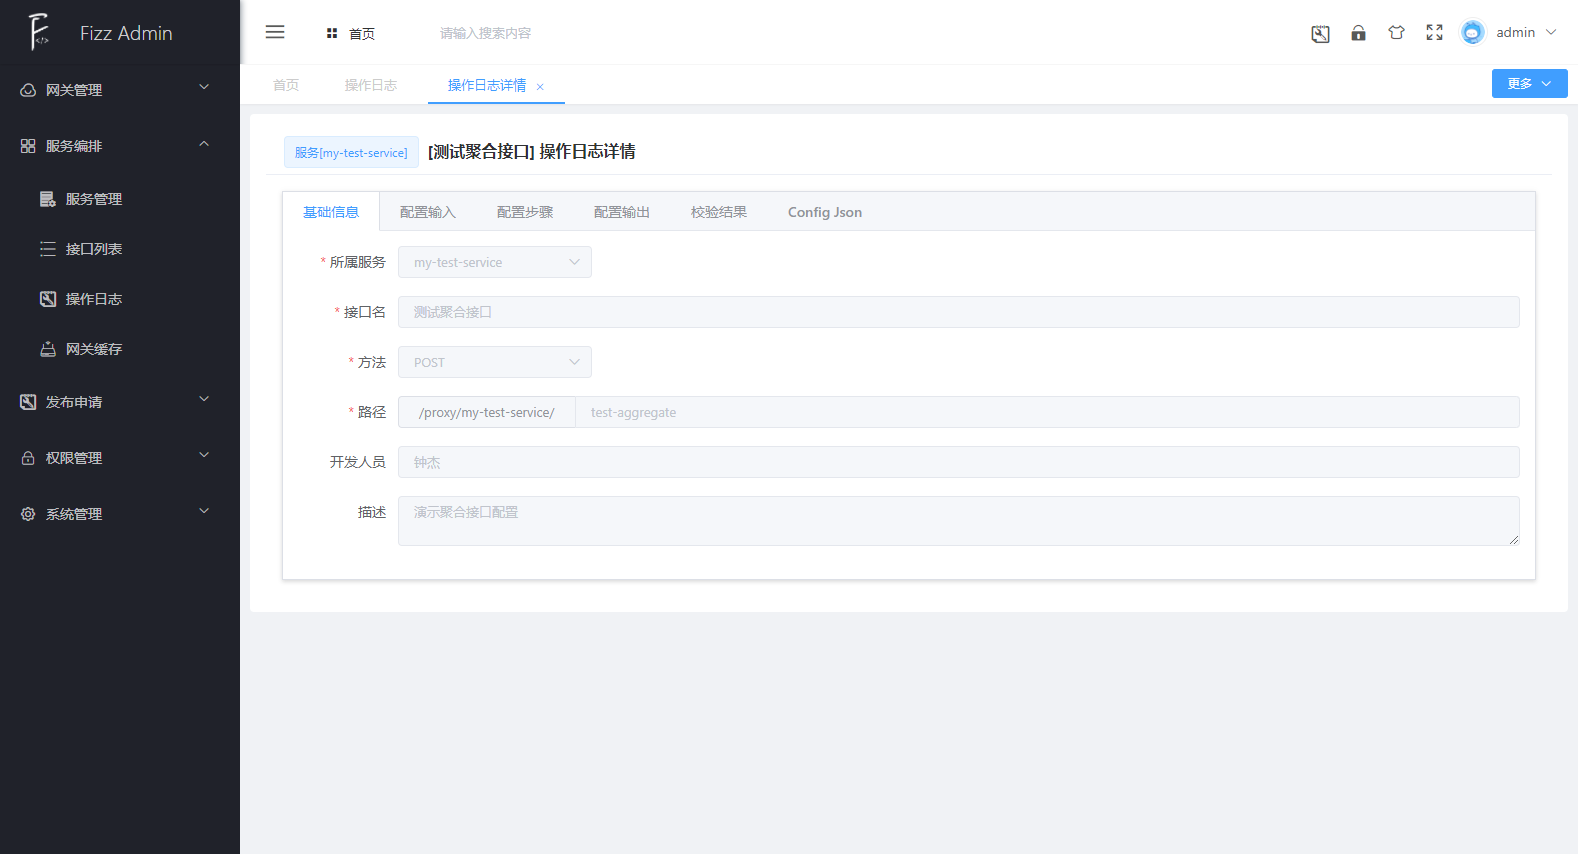 Fizz Admin
首页
请输入搜索内容
admin
首页
操作日志
操作日志详情
更多
网关管理
服务编排
服务管理
接口列表
操作日志
网关缓存
发布申请
权限管理
系统管理
服务[my-test-service] [测试聚合接口] 操作日志详情
基础信息 配置输入 配置步骤 配置输出 校验结果 Config Json
* 所属服务 my-test-service
* 接口名 测试聚合接口
* 方法 POST
* 路径 /proxy/my-test-service/ test-aggregate
开发人员 钟杰
描述 演示聚合接口配置